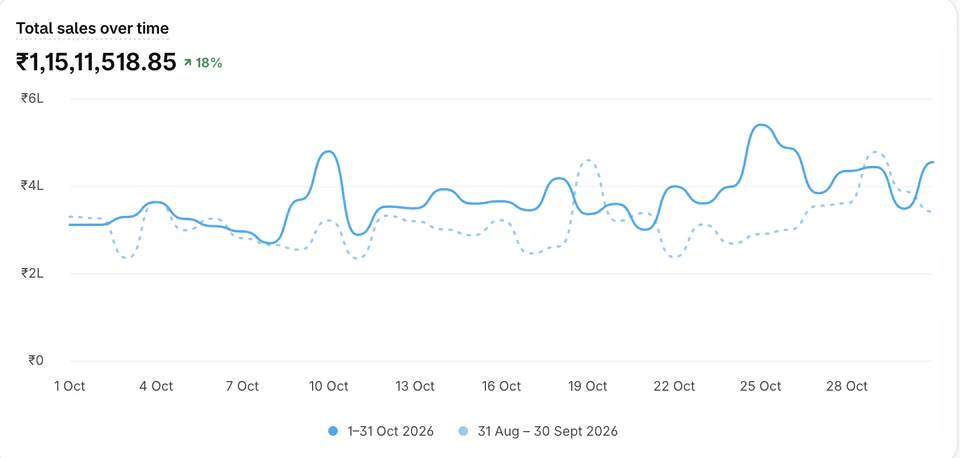 Total sales over time
₹1,15,11,518.85 ↗ 18%
₹6L
₹4L
₹2L
₹0
1 Oct 4 Oct 7 Oct 10 Oct 13 Oct 16 Oct 19 Oct 22 Oct 25 Oct 28 Oct
1–31 Oct 2026 31 Aug – 30 Sept 2026